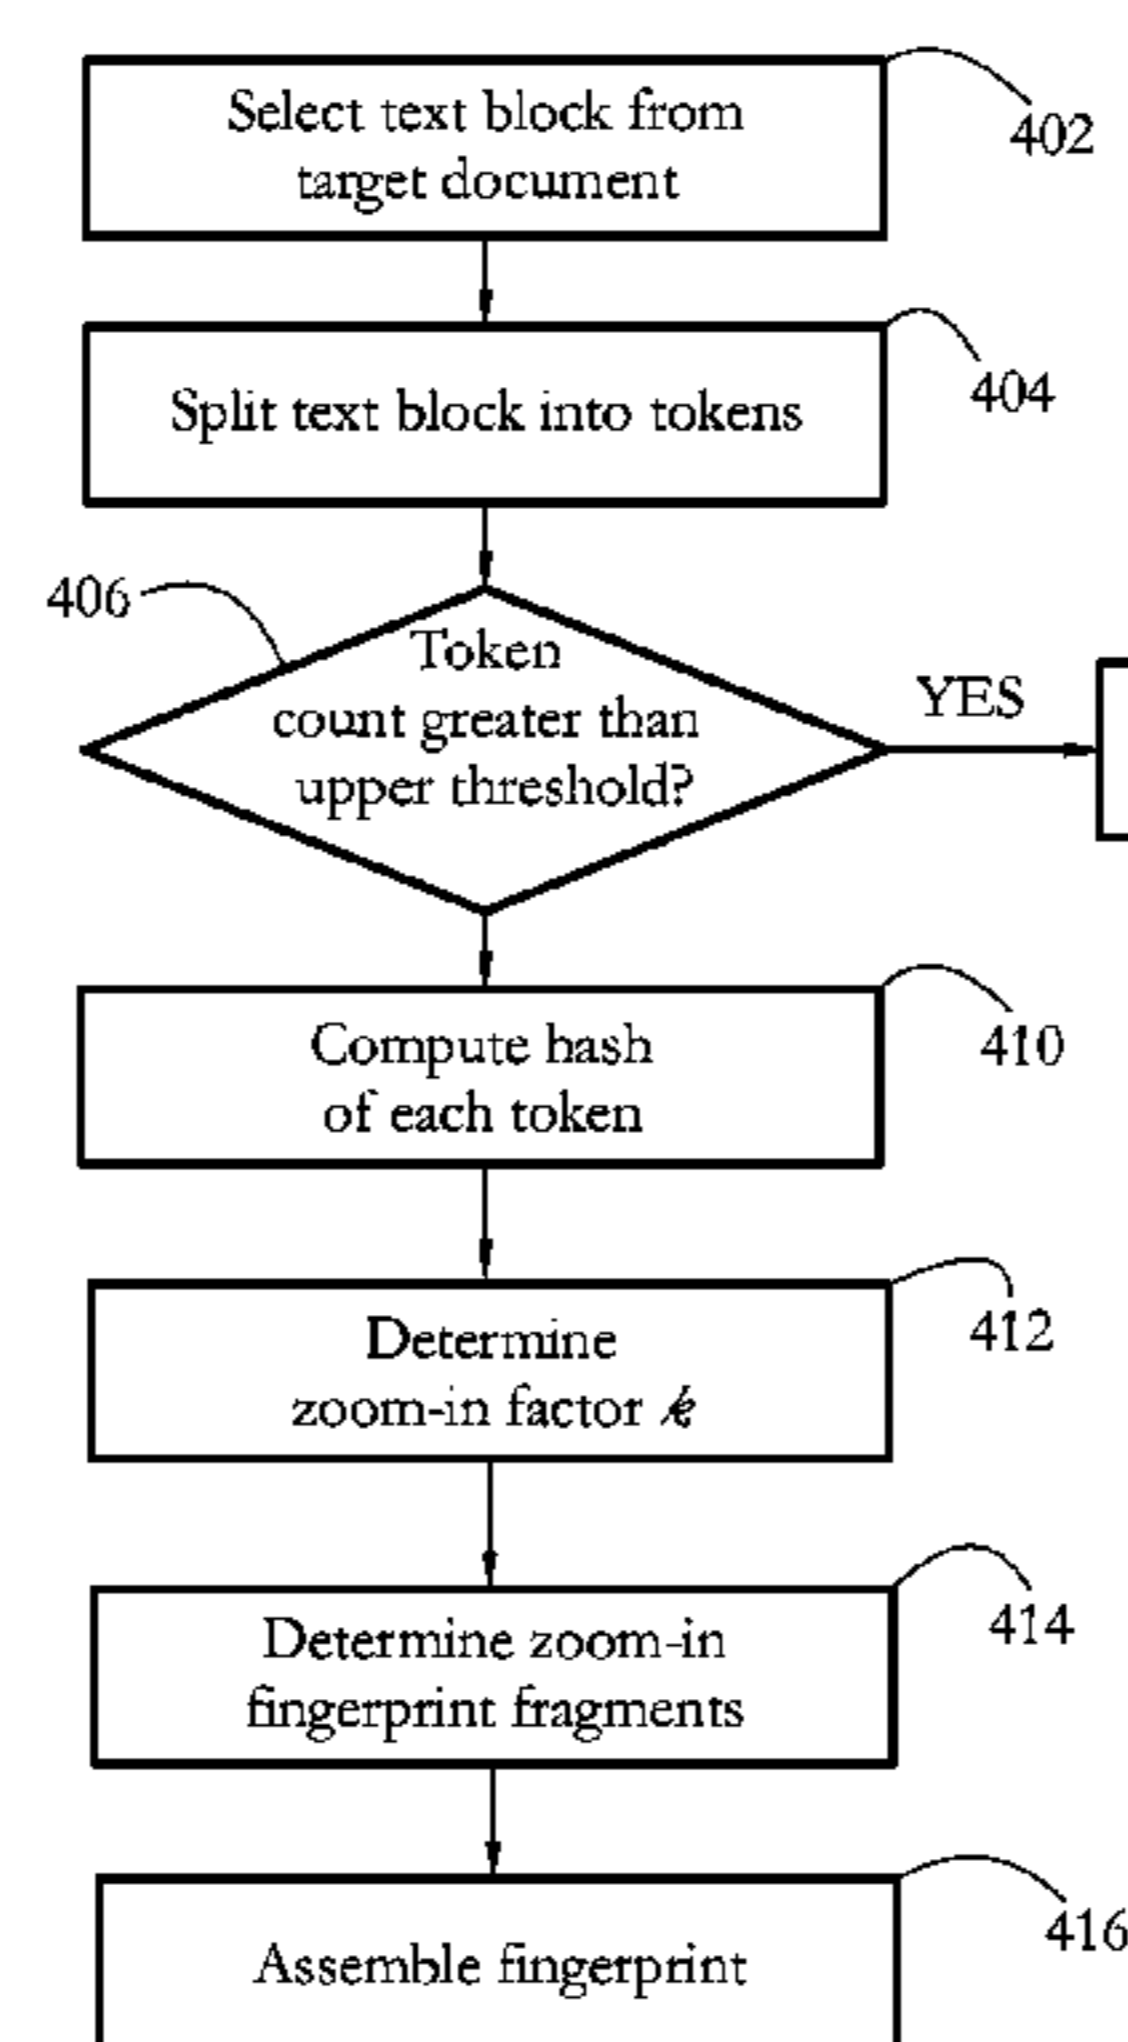 Select text block from
target document
402
Split text block into tokens
404
406
Token
count greater than
upper threshold?
YES
Compute hash
of each token
410
Determine
zoom-in factor k
412
Determine zoom-in
fingerprint fragments
414
Assemble fingerprint
416